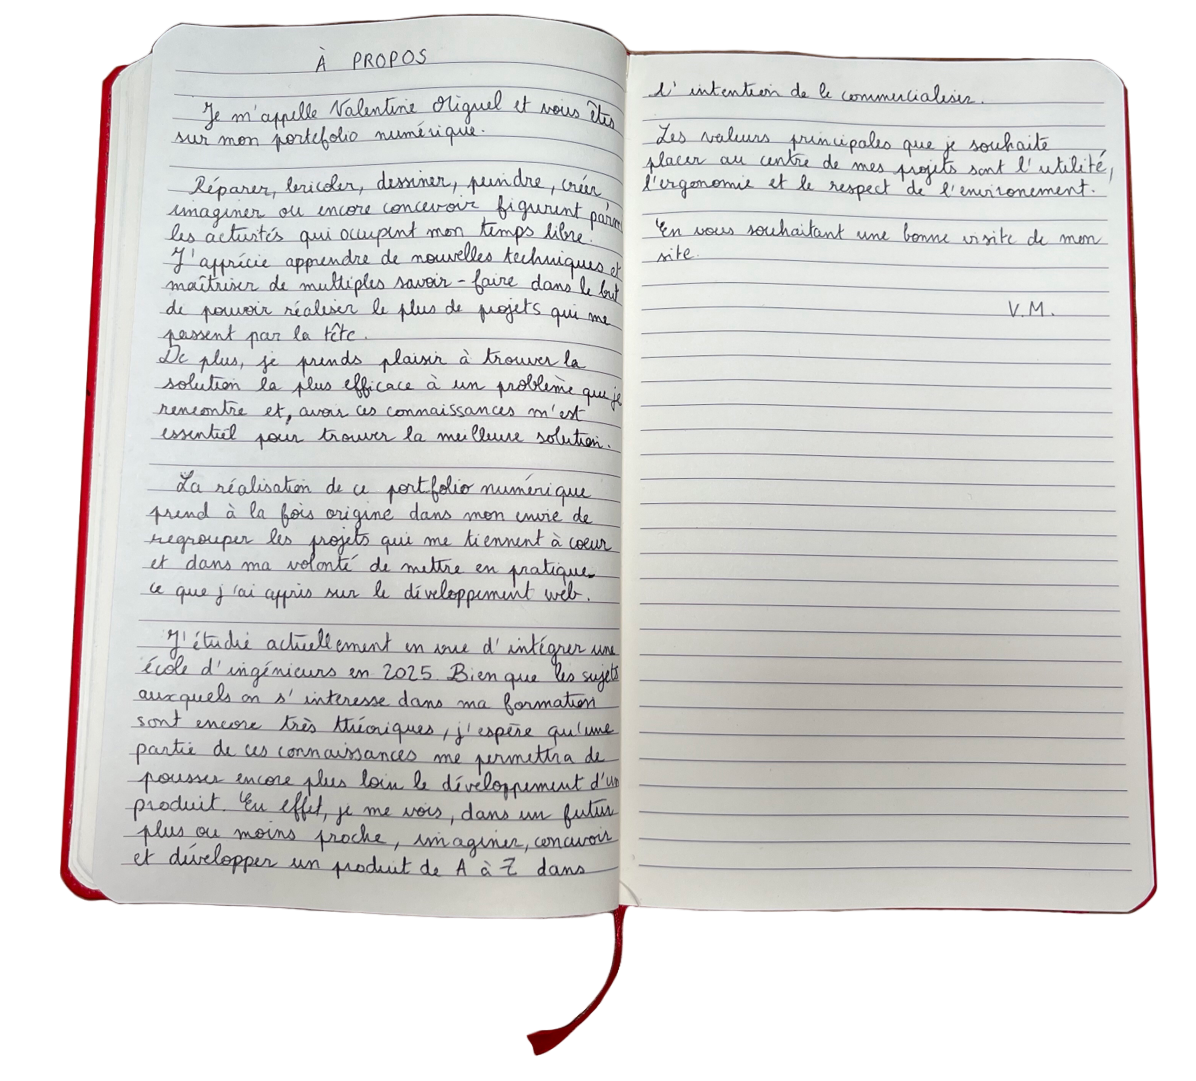 À PROPOS
Je m'appelle Valentine Miguel et vous êtes
sur mon portefolio numérique.
Réparer, bricoler, dessiner, peindre, créer
imaginer ou encore concevoir figurent parmi
les activités qui occupent mon temps libre.
J'apprécie apprendre de nouvelles techniques et
maîtriser de multiples savoir-faire dans le but
de pouvoir réaliser le plus de projets qui me
passent par la tête.
De plus, je prends plaisir à trouver la
solution la plus efficace à un problème que je
rencontre et, avoir ces connaissances m'est
essentiel pour trouver la meilleure solution.
La réalisation de ce portfolio numérique
prend à la fois origine dans mon envie de
regrouper les projets qui me tiennent à coeur
et dans ma volonté de mettre en pratique
ce que j'ai appris sur le développement web.
J'étudie actuellement en vue d'intégrer une
école d'ingénieurs en 2025. Bien que les sujets
auxquels on s'interesse dans ma formation
sont encore très théoriques, j'espère qu'une
partie de ces connaissances me permettra de
pousser encore plus loin le développement d'un
produit. En effet, je me vois, dans un futur
plus ou moins proche, imaginer, concevoir
et développer un produit de A à Z dans
l'intention de le commercialiser.
Les valeurs principales que je souhaite
placer au centre de mes projets sont l'utilité,
l'ergonomie et le respect de l'environement.
En vous souhaitant une bonne visite de mon
site.
V.M.